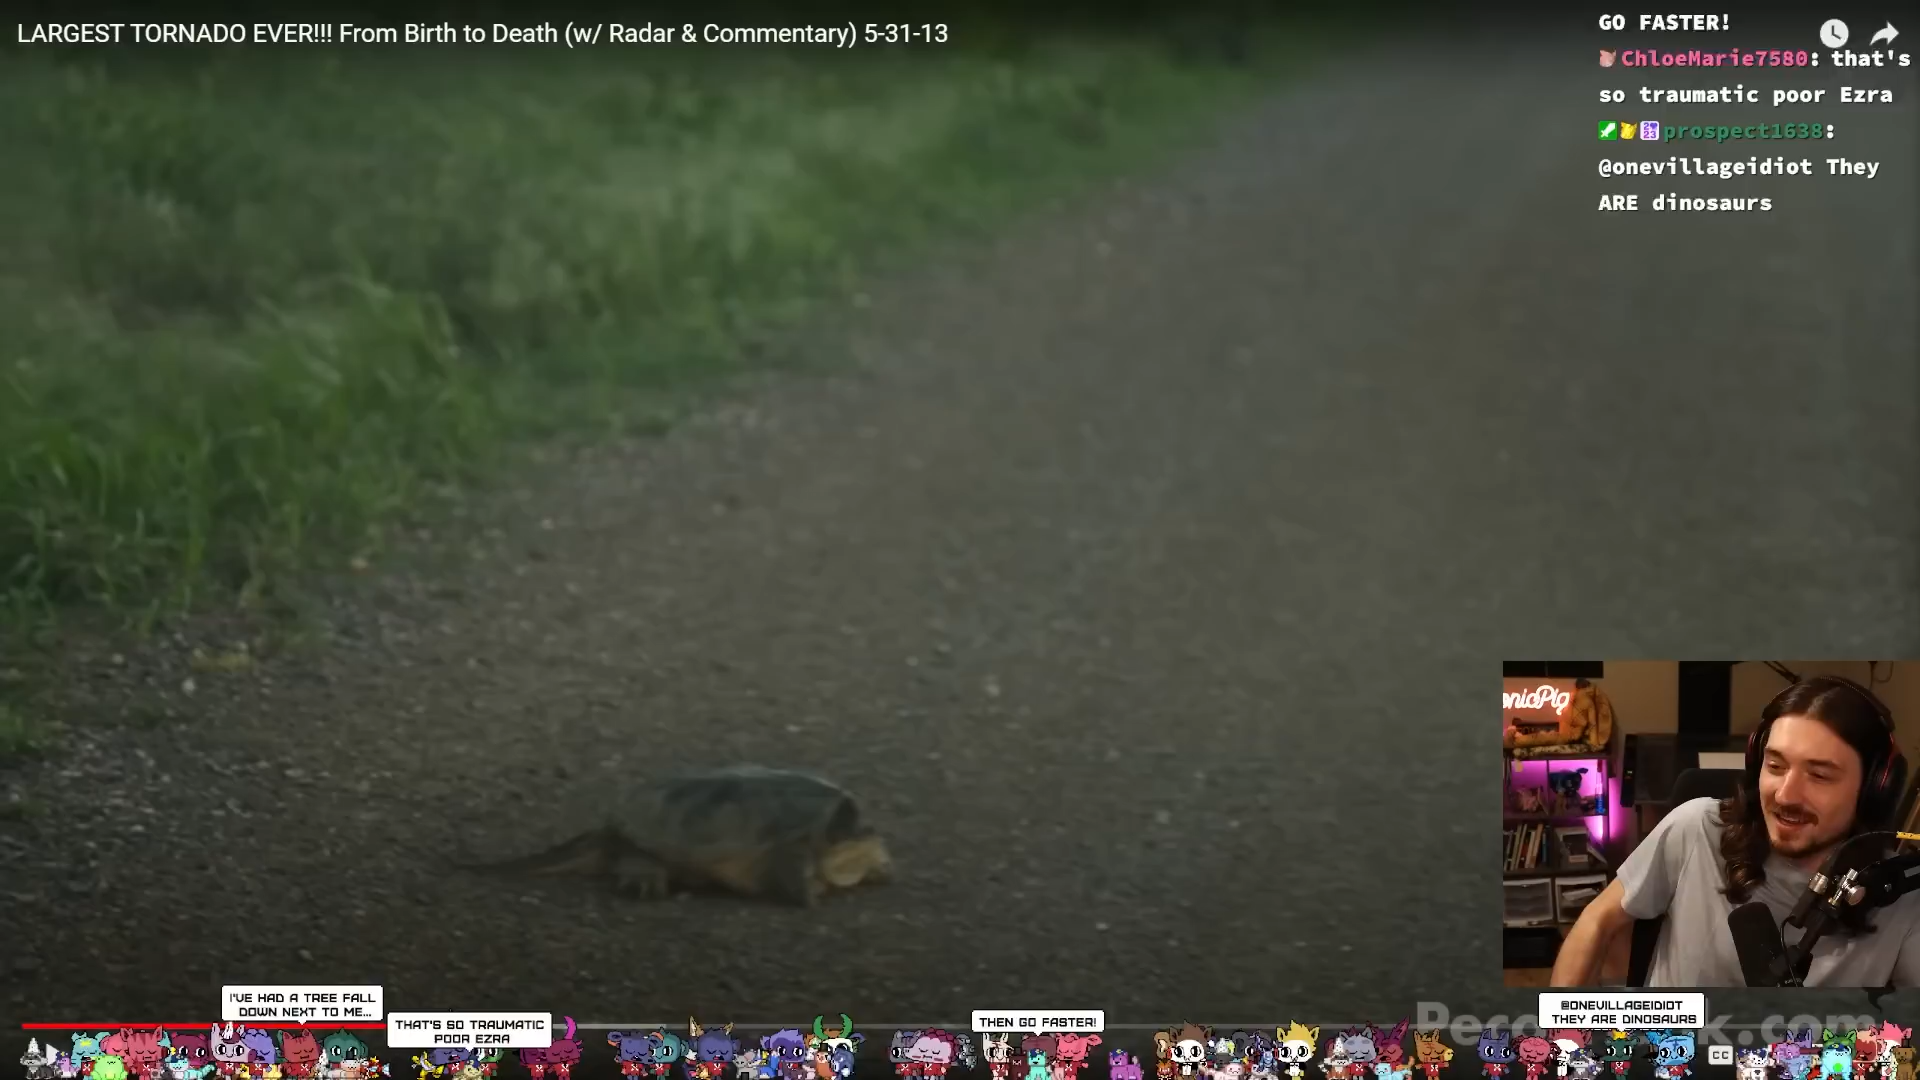 LARGEST TORNADO EVER!!! From Birth to Death (w/ Radar & Commentary) 5-31-13
GO FASTER!
ChloeMarie7580: that's
so traumatic poor Ezra
prospect1638:
@onevillageidiot They
ARE dinosaurs
onicPig
I'VE HAD A TREE FALL
DOWN NEXT TO ME...
THAT'S SO TRAUMATIC
POOR EZRA
THEN GO FASTER!
@ONEVILLAGEIDIOT
THEY ARE DINOSAURS
CC